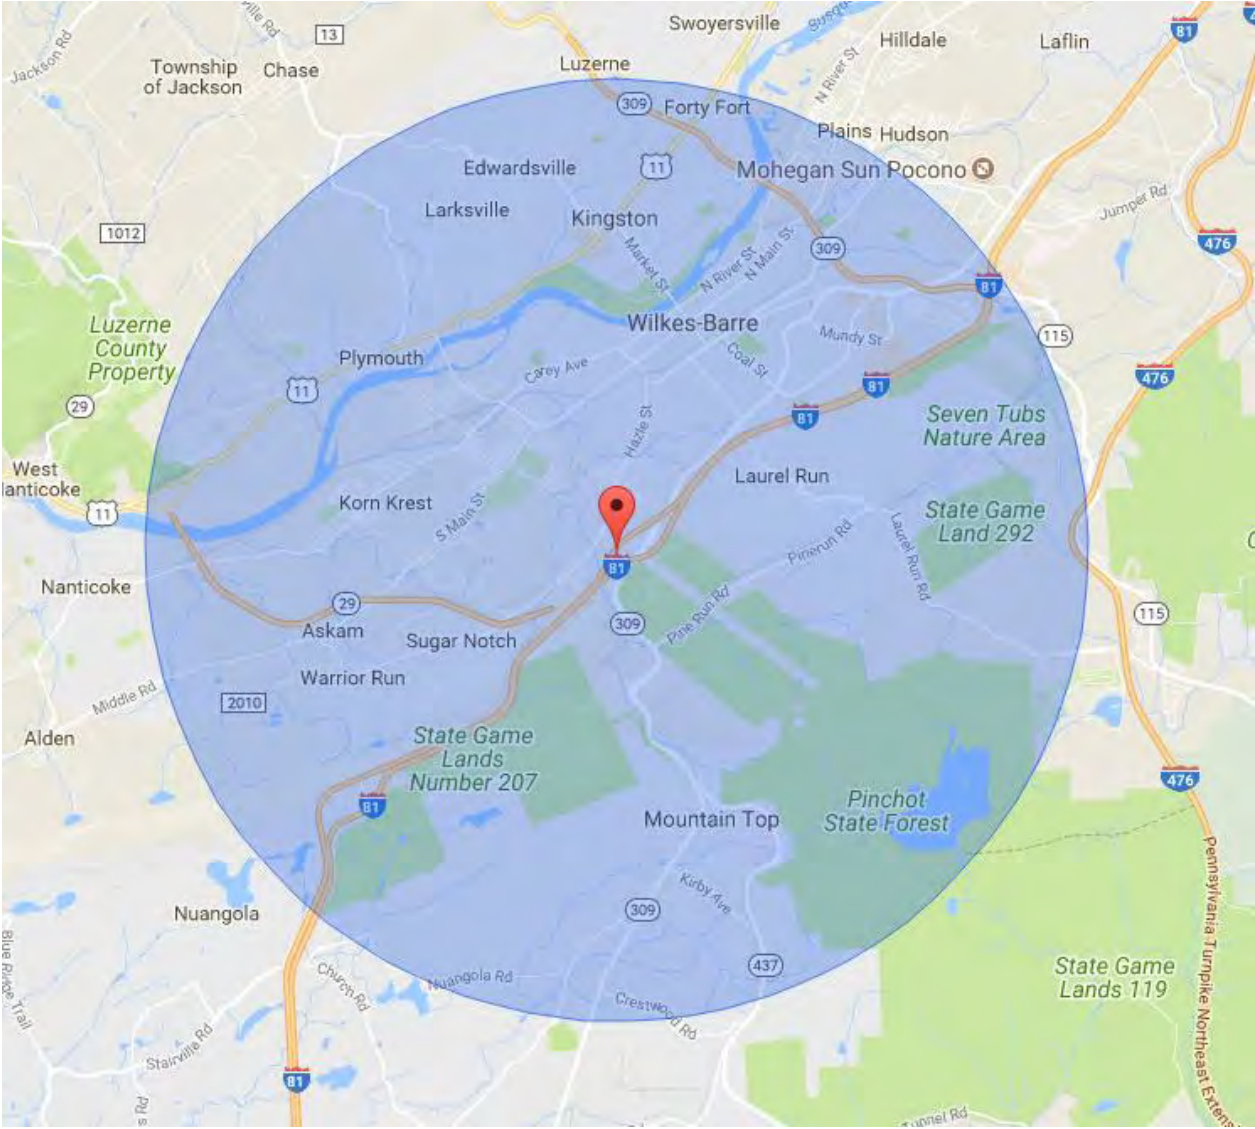 Swoyersville
Susqu
ville Rd
13
81
Hilldale
Laflin
Jackson Rd
Township
of Jackson
Chase
Luzerne
N River St
309
Forty Fort
Plains
Hudson
11
Edwardsville
Mohegan Sun Pocono
Jumper Rd
Larksville
Kingston
1012
476
309
Market St
N River St
N Main St
81
Luzerne
County
Property
Wilkes-Barre
Mundy St
115
Plymouth
Coal St
Carey Ave
11
81
476
29
81
Seven Tubs
Nature Area
Hazle St
West
Nanticoke
Laurel Run
Korn Krest
11
S Main St
State Game
Land 292
Pinerun Rd
Laurel Run Rd
81
Nanticoke
29
Askam
309
Pine Run Rd
115
Sugar Notch
Warrior Run
Middle Rd
2010
Alden
State Game
Lands
Number 207
476
81
Pinchot
State Forest
Mountain Top
Kirby Ave
Pennsylvania Turnpike Northeast Extens
Nuangola
309
Blue Ridge Trail
437
State Game
Lands 119
Church Rd
Nuangola Rd
Crestwood Rd
Stairville Rd
81
s Rd
Tunnel Rd